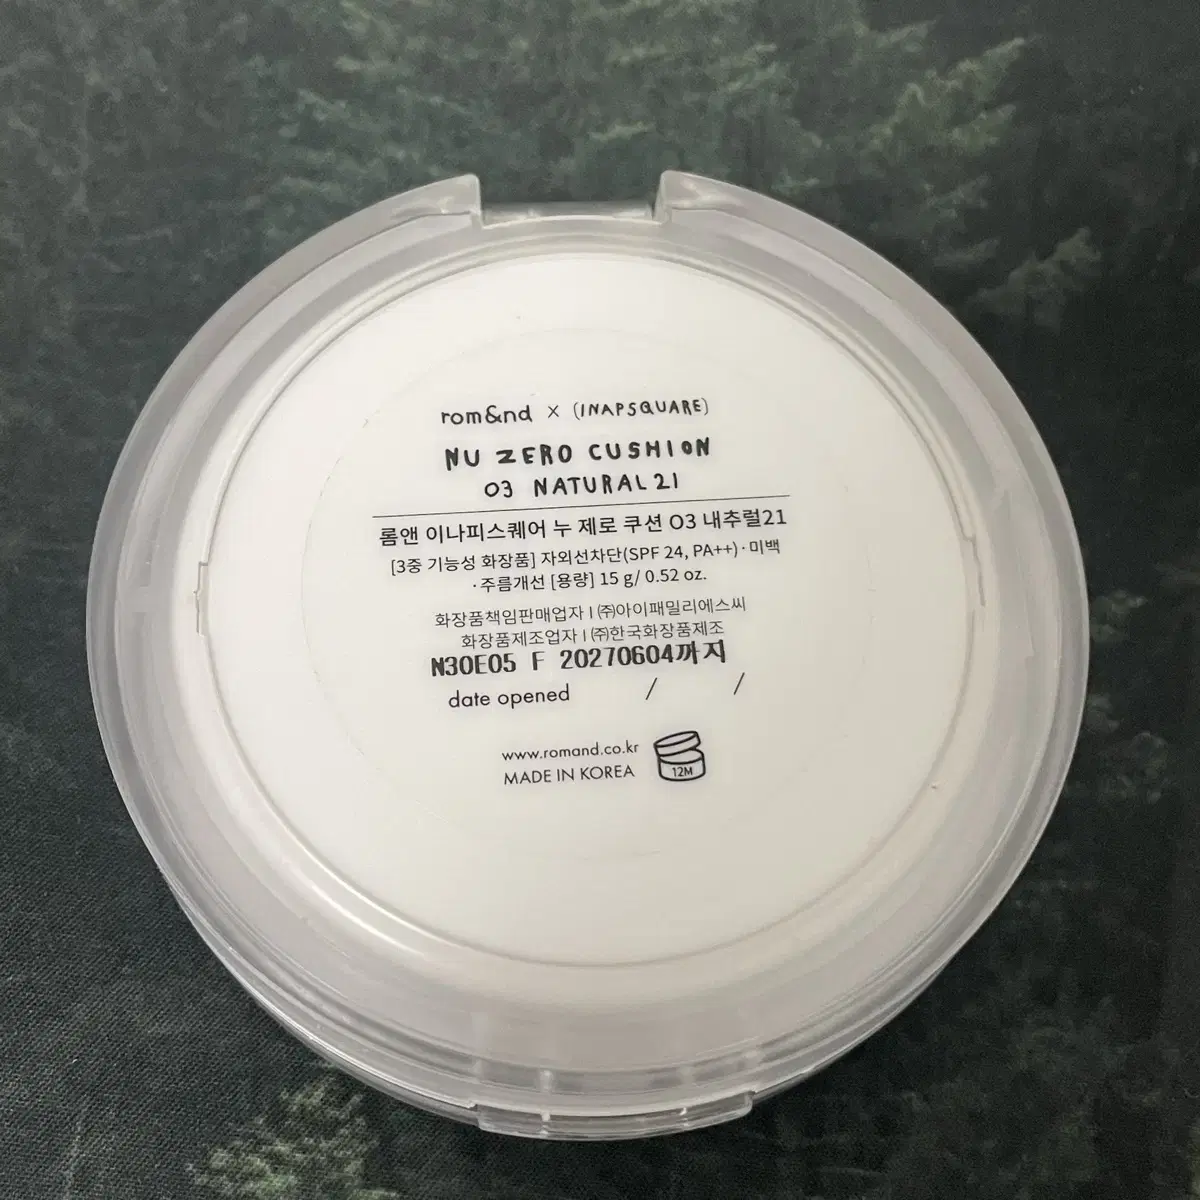 rom&nd x (INAPSQUARE)
NU ZERO CUSHION
03 NATURAL 21
롬앤 이나피스퀘어 누 제로 쿠션 03 내추럴21
[3중 기능성 화장품] 자외선차단(SPF 24, PA++)·미백
·주름개선 [용량] 15 g/ 0.52 oz.
화장품책임판매업자 I ㈜아이패밀리에스씨
화장품제조업자 I ㈜한국화장품제조
N30E05 F 20270604까지
date opened / /
www.romand.co.kr
MADE IN KOREA
12M